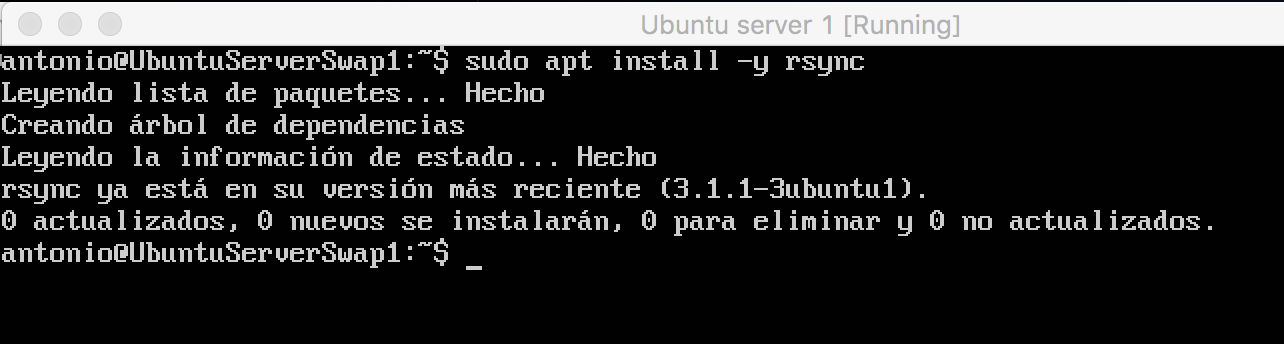 Ubuntu server 1 [Running]
antonio@UbuntuServerSwap1:~$ sudo apt install -y rsync
Leyendo lista de paquetes... Hecho
Creando árbol de dependencias
Leyendo la información de estado... Hecho
rsync ya está en su versión más reciente (3.1.1-3ubuntu1).
0 actualizados, 0 nuevos se instalarán, 0 para eliminar y 0 no actualizados.
antonio@UbuntuServerSwap1:~$ _